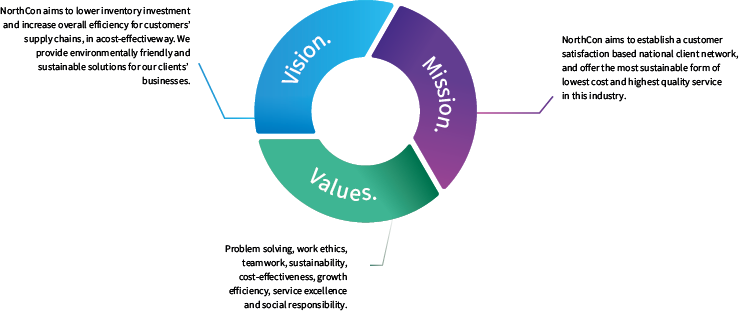 NorthCon aims to lower inventory investment
and increase overall efficiency for customers'
supply chains, in acost-effectiveway. We
provide environmentally friendly and
sustainable solutions for our clients'
businesses.
Vision.
Mission.
NorthCon aims to establish a customer
satisfaction based national client network,
and offer the most sustainable form of
lowest cost and highest quality service
in this industry.
Values.
Problem solving, work ethics,
teamwork, sustainability,
cost-effectiveness, growth
efficiency, service excellence
and social responsibility.